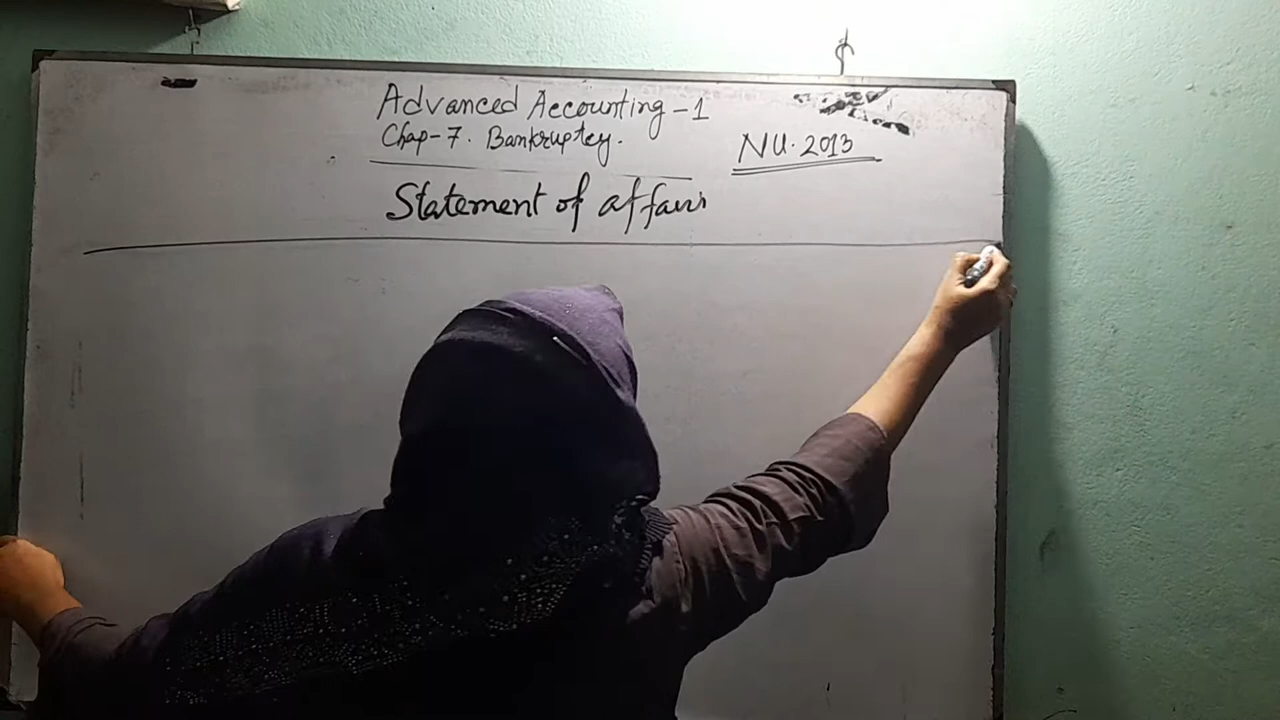 Advanced Accounting - 1
Chap - 7. Bankruptcy.
NU. 2013
Statement of affairs